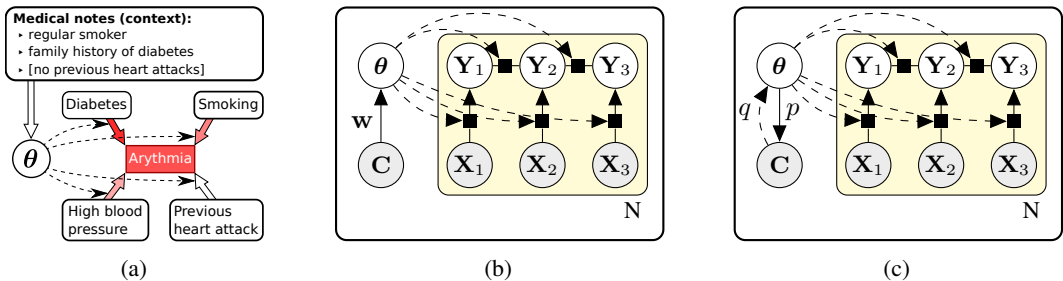 Medical notes (context):
‣ regular smoker
‣ family history of diabetes
‣ [no previous heart attacks]
Diabetes
Smoking
θ
Arythmia
High blood
pressure
Previous
heart attack
(a)
θ
Y1
Y2
Y3
w
C
X1
X2
X3
N
(b)
θ
Y1
Y2
Y3
q
p
C
X1
X2
X3
N
(c)